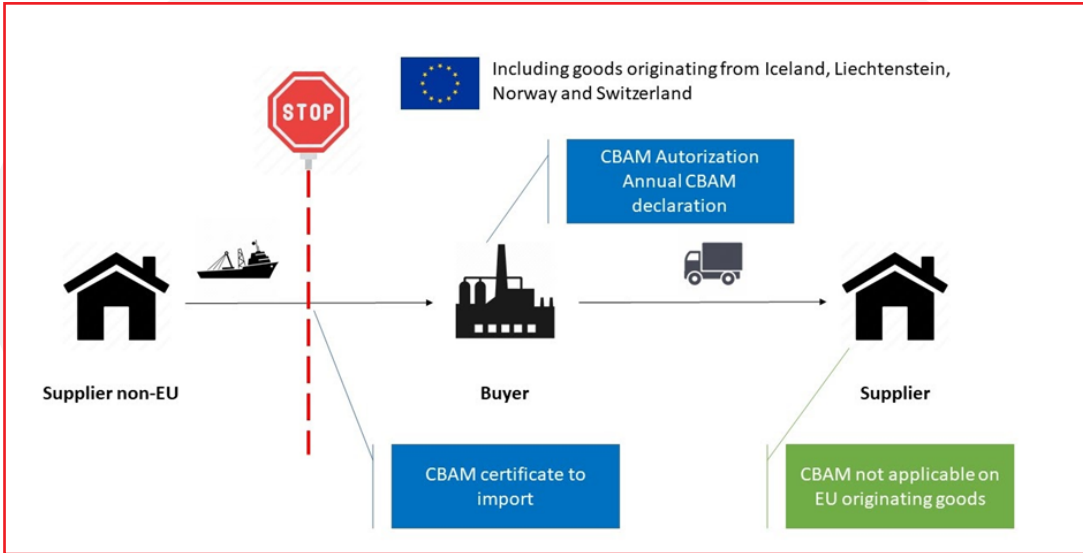 Including goods originating from Iceland, Liechtenstein,
Norway and Switzerland
STOP
CBAM Autorization
Annual CBAM
declaration
Supplier non-EU
Buyer
Supplier
CBAM certificate to
import
CBAM not applicable on
EU originating goods